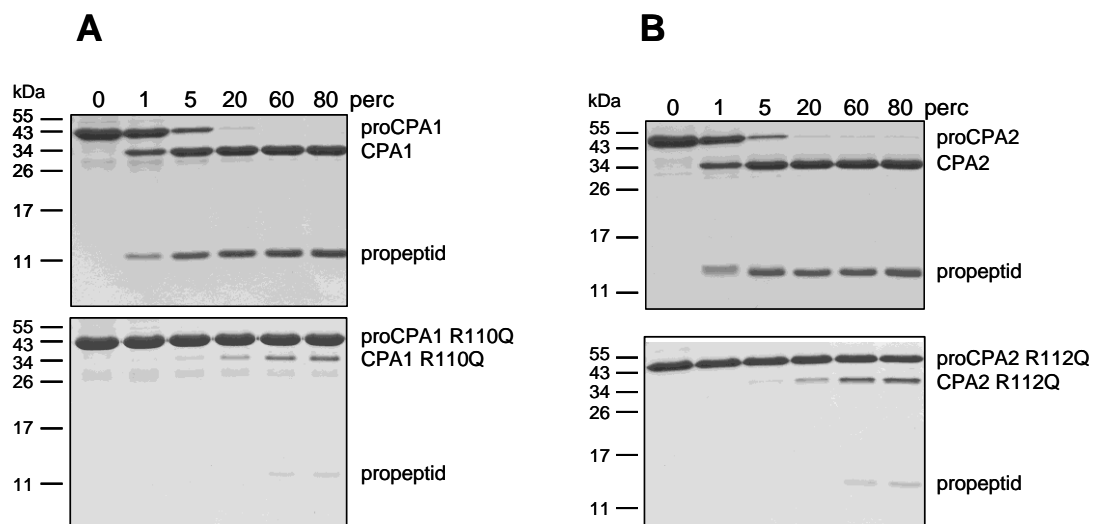 A
kDa
0 1 5 20 60 80 perc
55
43
34
26
17
11
proCPA1
CPA1
propeptid
55
43
34
26
17
11
proCPA1 R110Q
CPA1 R110Q
propeptid
B
kDa
0 1 5 20 60 80 perc
55
43
34
26
17
11
proCPA2
CPA2
propeptid
55
43
34
26
17
11
proCPA2 R112Q
CPA2 R112Q
propeptid